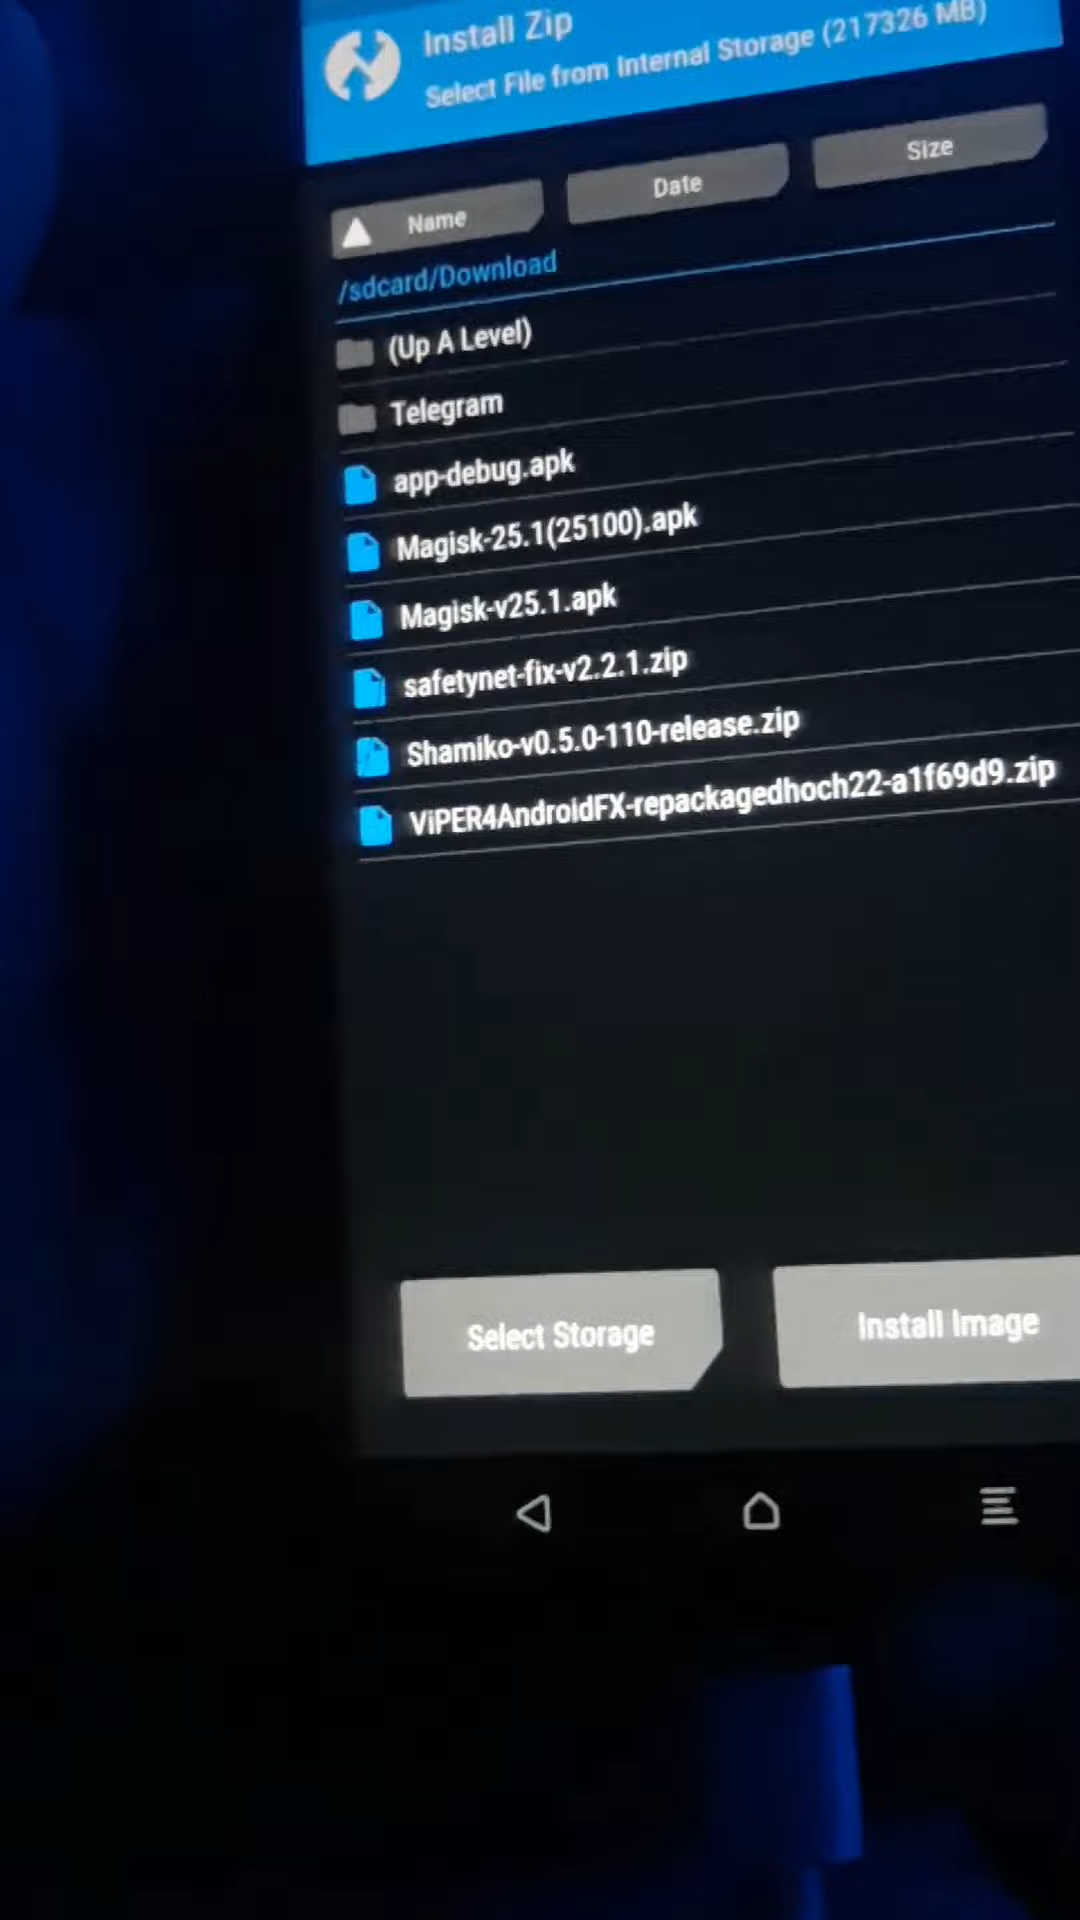 Install Zip
Select File from Internal Storage (217326 MB)
Name
Date
Size
/sdcard/Download
(Up A Level)
Telegram
app-debug.apk
Magisk-25.1(25100).apk
Magisk-v25.1.apk
safetynet-fix-v2.2.1.zip
Shamiko-v0.5.0-110-release.zip
ViPER4AndroidFX-repackagedhoch22-a1f69d9.zip
Select Storage
Install Image